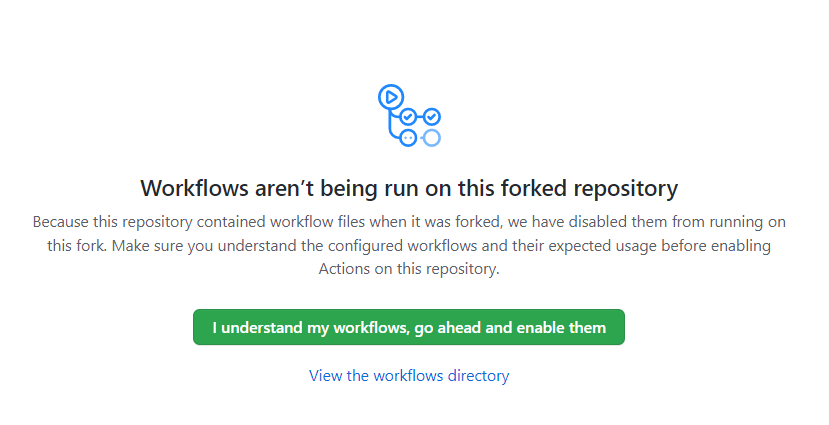 Workflows aren’t being run on this forked repository
Because this repository contained workflow files when it was forked, we have disabled them from running on
this fork. Make sure you understand the configured workflows and their expected usage before enabling
Actions on this repository.
I understand my workflows, go ahead and enable them
View the workflows directory